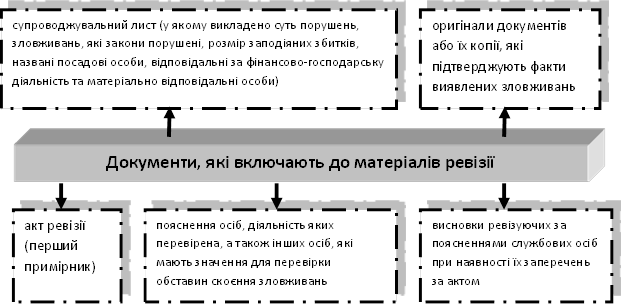 супроводжувальний лист (у якому викладено суть порушень,
зловживань, які закони порушені, розмір заподіяних збитків,
названі посадові особи, відповідальні за фінансово-господарську
діяльність та матеріально відповідальні особи)
оригінали документів
або їх копії, які
підтверджують факти
виявлених зловживань
Документи, які включають до матеріалів ревізії
акт ревізії
(перший
примірник)
пояснення осіб, діяльність яких
перевірена, а також інших осіб, які
мають значення для перевірки
обставин скоєння зловживань
висновки ревізуючих за
поясненнями службових осіб
при наявності їх заперечень
за актом